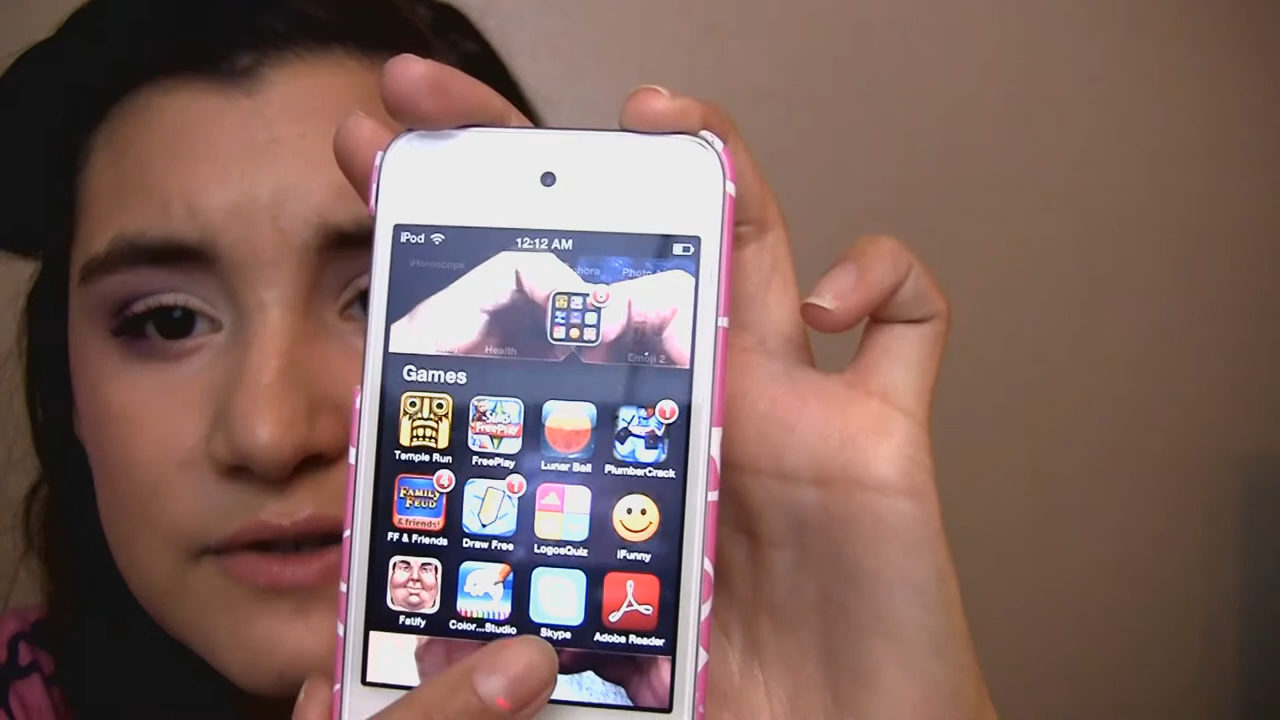 iPod 12:12 AM
iHoroscope
Photo
Health Emoji 2
Games
Temple Run FreePlay Lunar Ball PlumberCrack
FF & Friends Draw Free LogosQuiz iFunny
FAMILY
FEUD
& friends!
Fatify Color...Studio Skype Adobe Reader